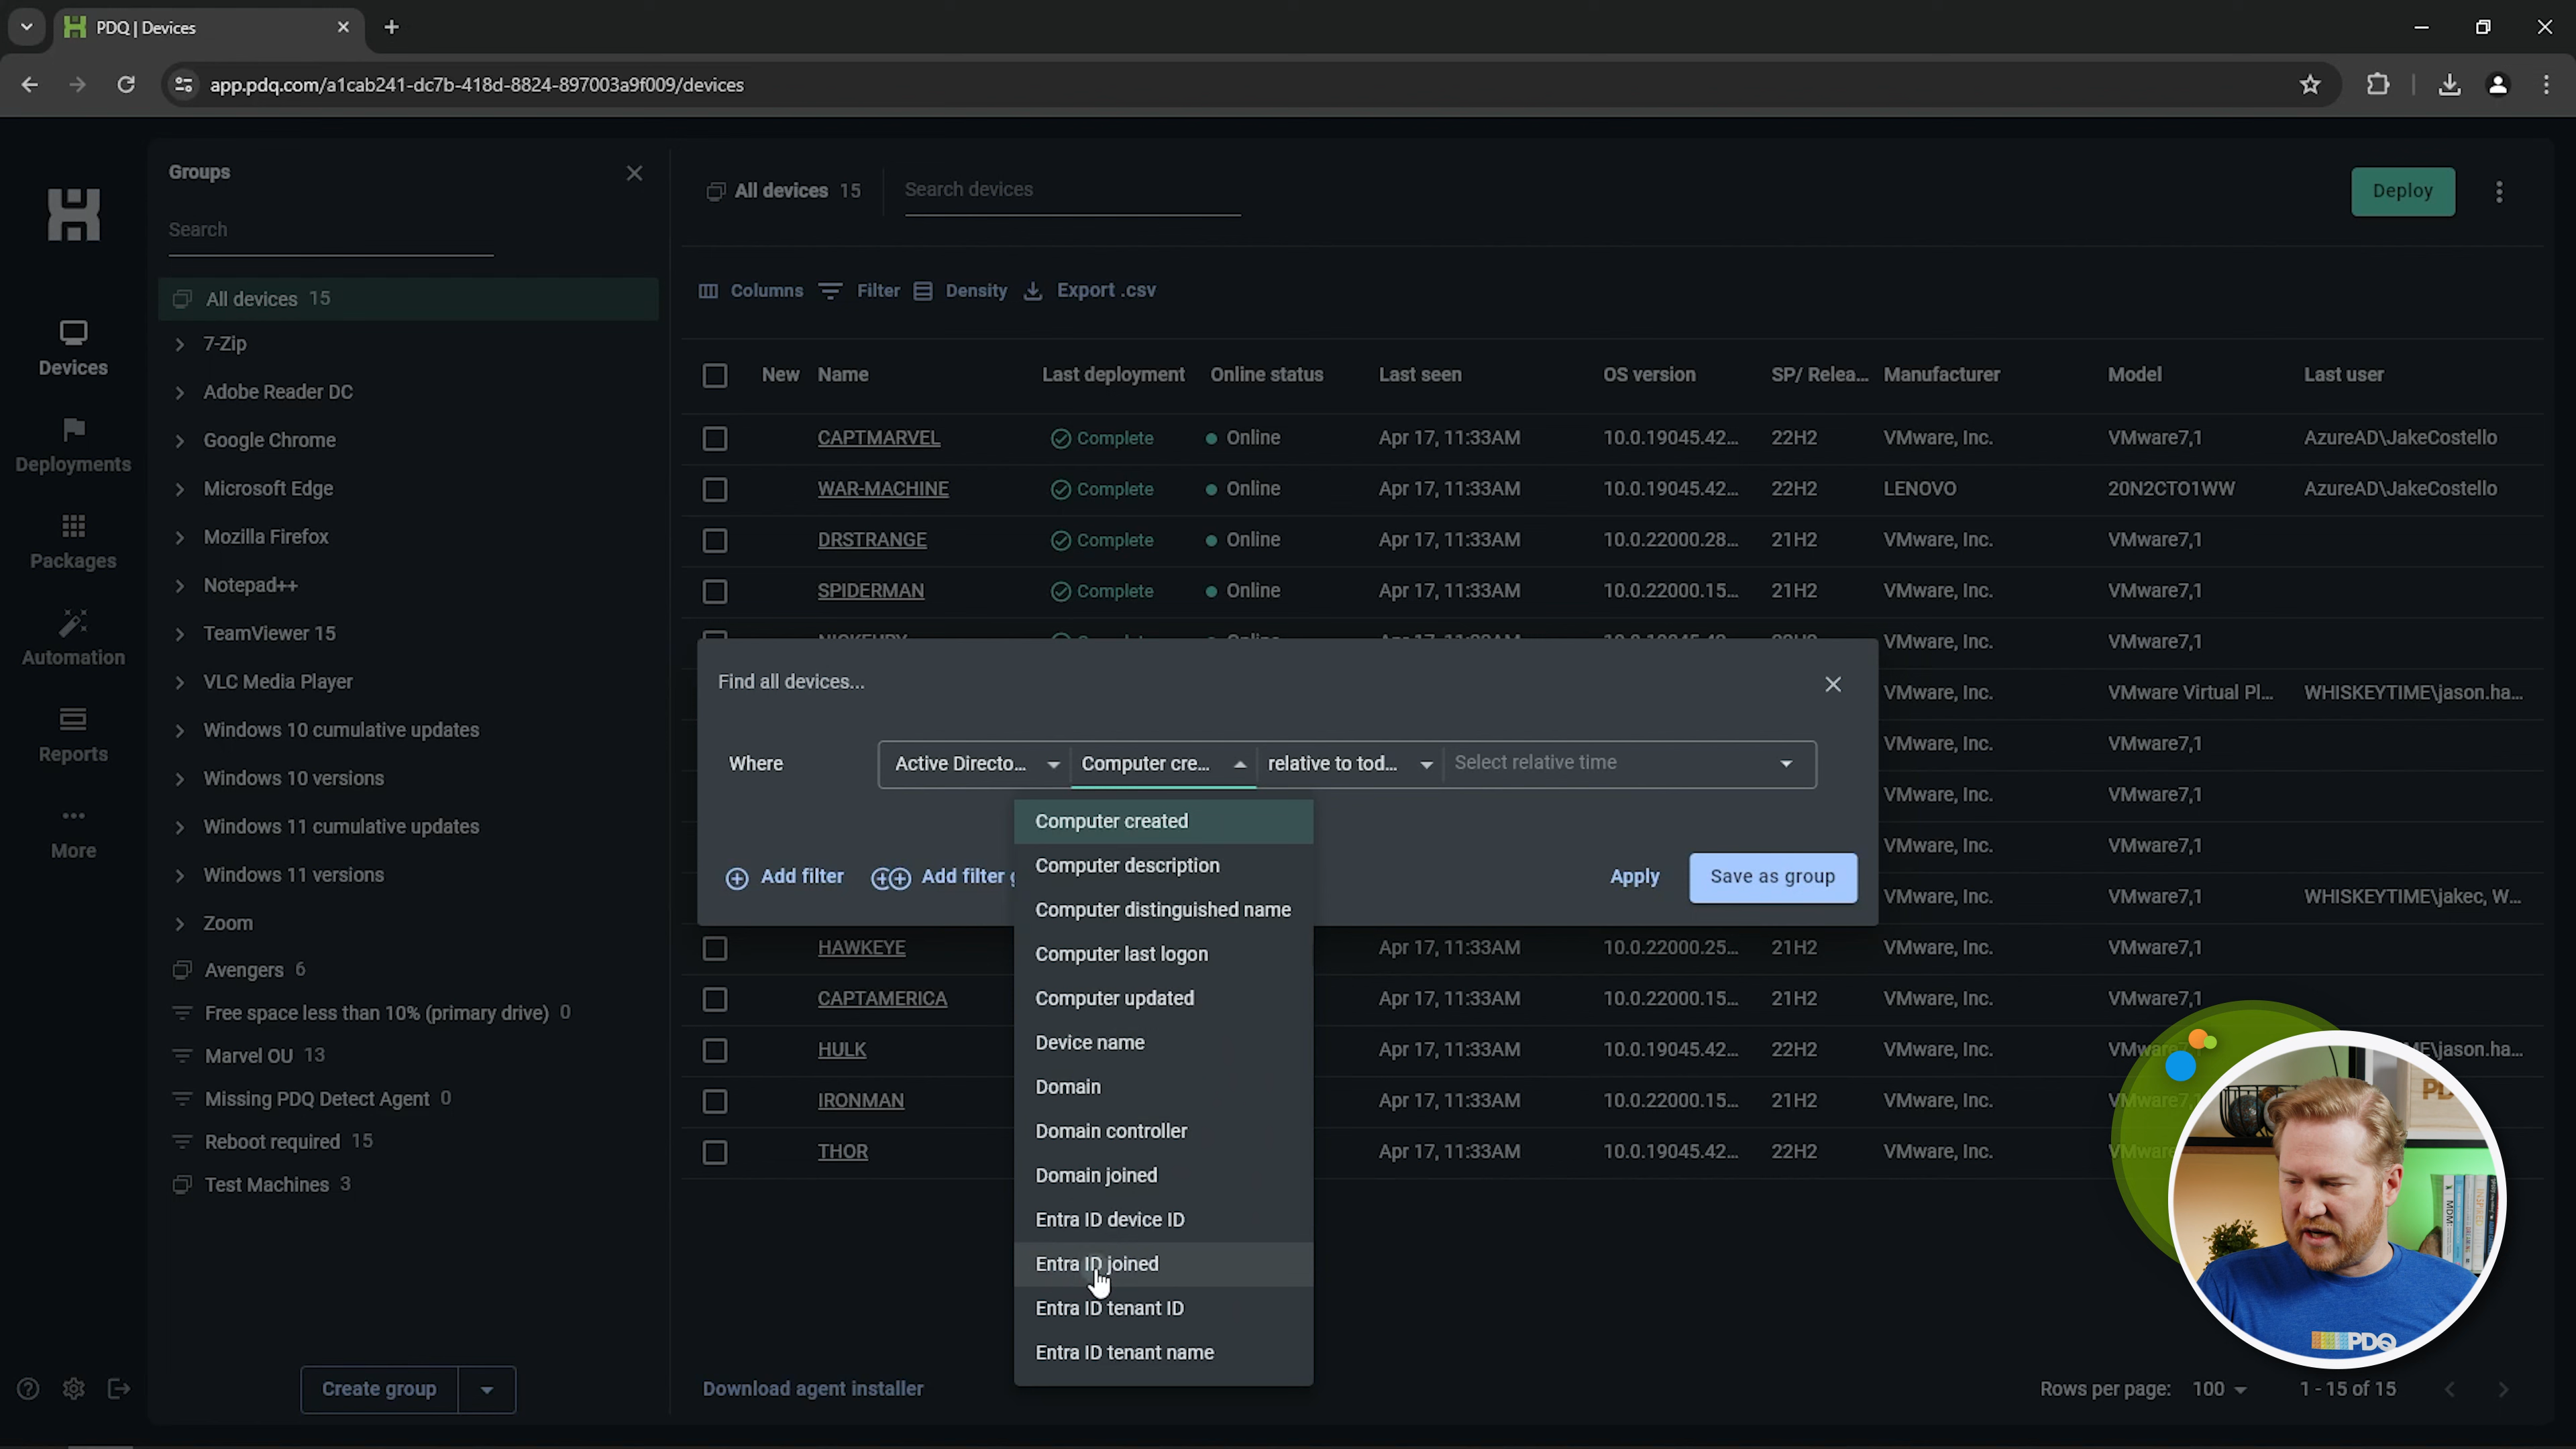 PDQ | Devices
app.pdq.com/a1cab241-dc7b-418d-8824-897003a9f009/devices
Groups
Search
All devices 15
7-Zip
Adobe Reader DC
Google Chrome
Microsoft Edge
Mozilla Firefox
Notepad++
TeamViewer 15
VLC Media Player
Windows 10 cumulative updates
Windows 10 versions
Windows 11 cumulative updates
Windows 11 versions
Zoom
Avengers 6
Free space less than 10% (primary drive) 0
Marvel OU 13
Missing PDQ Detect Agent 0
Reboot required 15
Test Machines 3
Create group
Devices
Deployments
Packages
Automation
Reports
More
All devices 15
Search devices
Deploy
Columns Filter Density Export .csv
New Name Last deployment Online status Last seen OS version SP/ Relea... Manufacturer Model Last user
CAPTMARVEL Complete Online Apr 17, 11:33AM 10.0.19045.42... 22H2 VMware, Inc. VMware7,1 AzureAD\JakeCostello
WAR-MACHINE Complete Online Apr 17, 11:33AM 10.0.19045.42... 22H2 LENOVO 20N2CTO1WW AzureAD\JakeCostello
DRSTRANGE Complete Online Apr 17, 11:33AM 10.0.22000.28... 21H2 VMware, Inc. VMware7,1
SPIDERMAN Complete Online Apr 17, 11:33AM 10.0.22000.15... 21H2 VMware, Inc. VMware7,1
VMware, Inc. VMware7,1
VMware, Inc. VMware Virtual Pl... WHISKEYTIME\jason.ha...
VMware, Inc. VMware7,1
VMware, Inc. VMware7,1
VMware, Inc. VMware7,1
VMware, Inc. VMware7,1 WHISKEYTIME\jakec, W...
Find all devices...
Where Active Directo... Computer cre... relative to tod... Select relative time
Add filter Add filter g
Apply Save as group
Computer created
Computer description
Computer distinguished name
Computer last logon
Computer updated
Device name
Domain
Domain controller
Domain joined
Entra ID device ID
Entra ID joined
Entra ID tenant ID
Entra ID tenant name
HAWKEYE Apr 17, 11:33AM 10.0.22000.25... 21H2 VMware, Inc. VMware7,1
CAPTAMERICA Apr 17, 11:33AM 10.0.22000.15... 21H2 VMware, Inc. VMware7,1
HULK Apr 17, 11:33AM 10.0.19045.42... 22H2 VMware, Inc. VMware7,1 ME\jason.ha...
IRONMAN Apr 17, 11:33AM 10.0.22000.15... 21H2 VMware, Inc. VMware7,1
THOR Apr 17, 11:33AM 10.0.19045.42... 22H2 VMware, Inc. VMware
PDQ
Download agent installer
Rows per page: 100 1 - 15 of 15